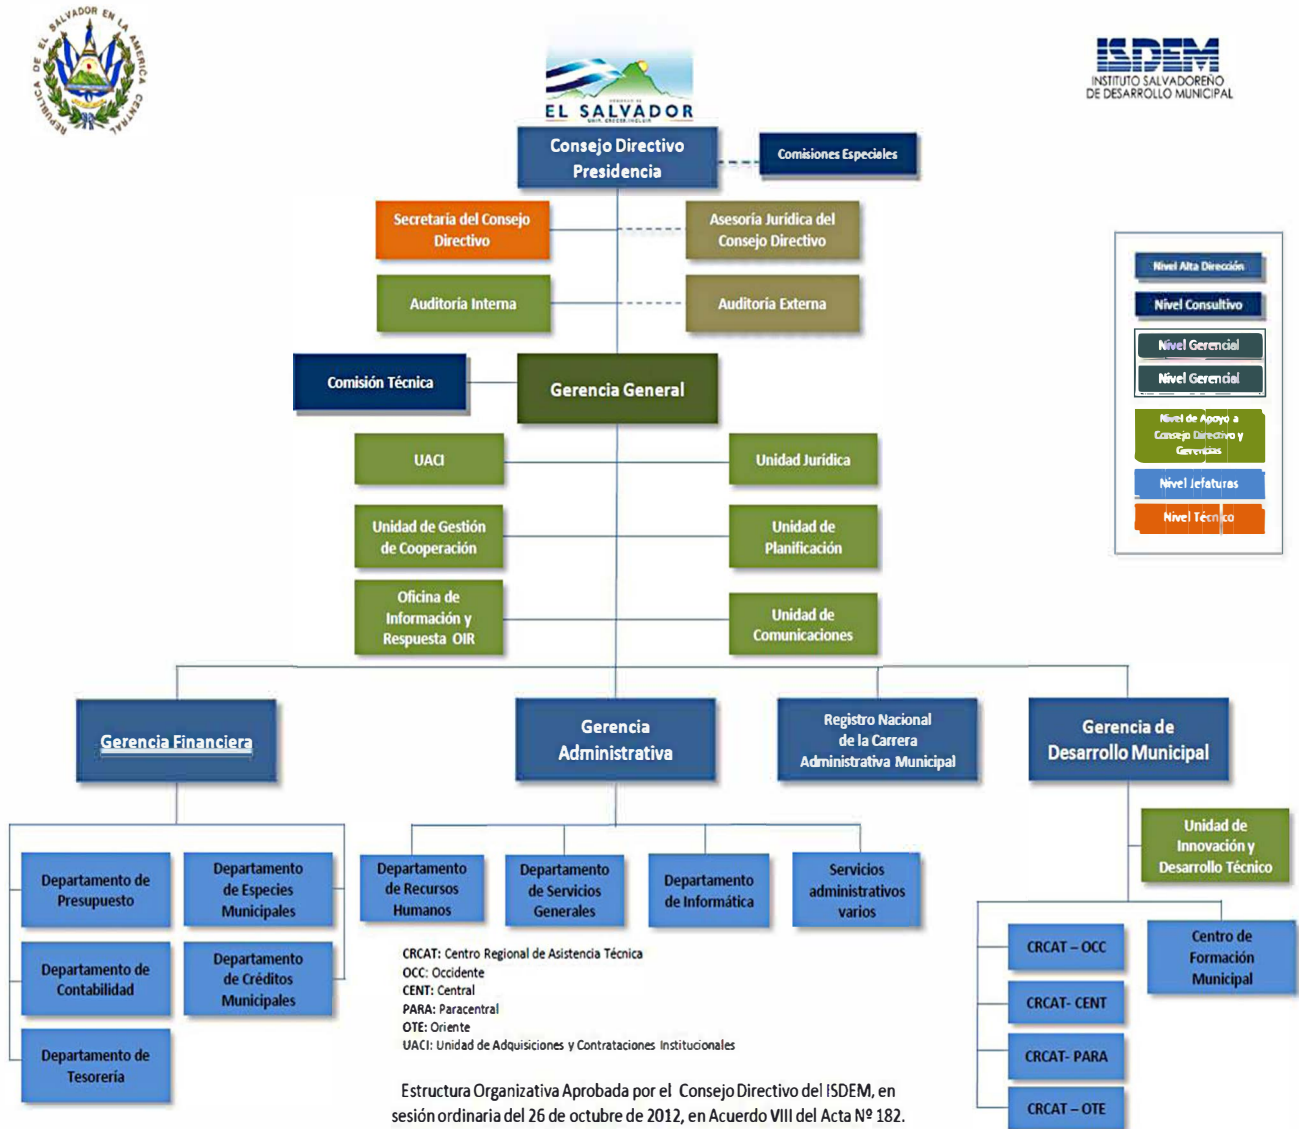 REPUBLICA DE EL SALVADOR EN LA AMERICA CENTRAL
EL SALVADOR
UNIR, CRECER, INCLUIR
ISDEM
INSTITUTO SALVADOREÑO
DE DESARROLLO MUNICIPAL
Consejo Directivo
Presidencia
Comisiones Especiales
Secretaría del Consejo
Directivo
Asesoría Jurídica del
Consejo Directivo
Auditoría Interna
Auditoría Externa
Comisión Técnica
Gerencia General
UACI
Unidad Jurídica
Unidad de Gestión
de Cooperación
Unidad de
Planificación
Oficina de
Información y
Respuesta OIR
Unidad de
Comunicaciones
Nivel Alta Dirección
Nivel Consultivo
Nivel Gerencial
Nivel Gerencial
Nivel de Apoyo a
Consejo Directivo y
Gerencias
Nivel Jefaturas
Nivel Técnico
Gerencia Financiera
Gerencia
Administrativa
Registro Nacional
de la Carrera
Administrativa Municipal
Gerencia de
Desarrollo Municipal
Departamento de
Presupuesto
Departamento
de Especies
Municipales
Departamento de
Contabilidad
Departamento
de Créditos
Municipales
Departamento de
Tesorería
Departamento
de Recursos
Humanos
Departamento
de Servicios
Generales
Departamento
de Informática
Servicios
administrativos
varios
Unidad de
Innovación y
Desarrollo Técnico
CRCAT – OCC
CRCAT- CENT
CRCAT- PARA
CRCAT – OTE
Centro de
Formación
Municipal
CRCAT: Centro Regional de Asistencia Técnica
OCC: Occidente
CENT: Central
PARA: Paracentral
OTE: Oriente
UACI: Unidad de Adquisiciones y Contrataciones Institucionales
Estructura Organizativa Aprobada por el Consejo Directivo del ISDEM, en
sesión ordinaria del 26 de octubre de 2012, en Acuerdo VIII del Acta Nº 182.